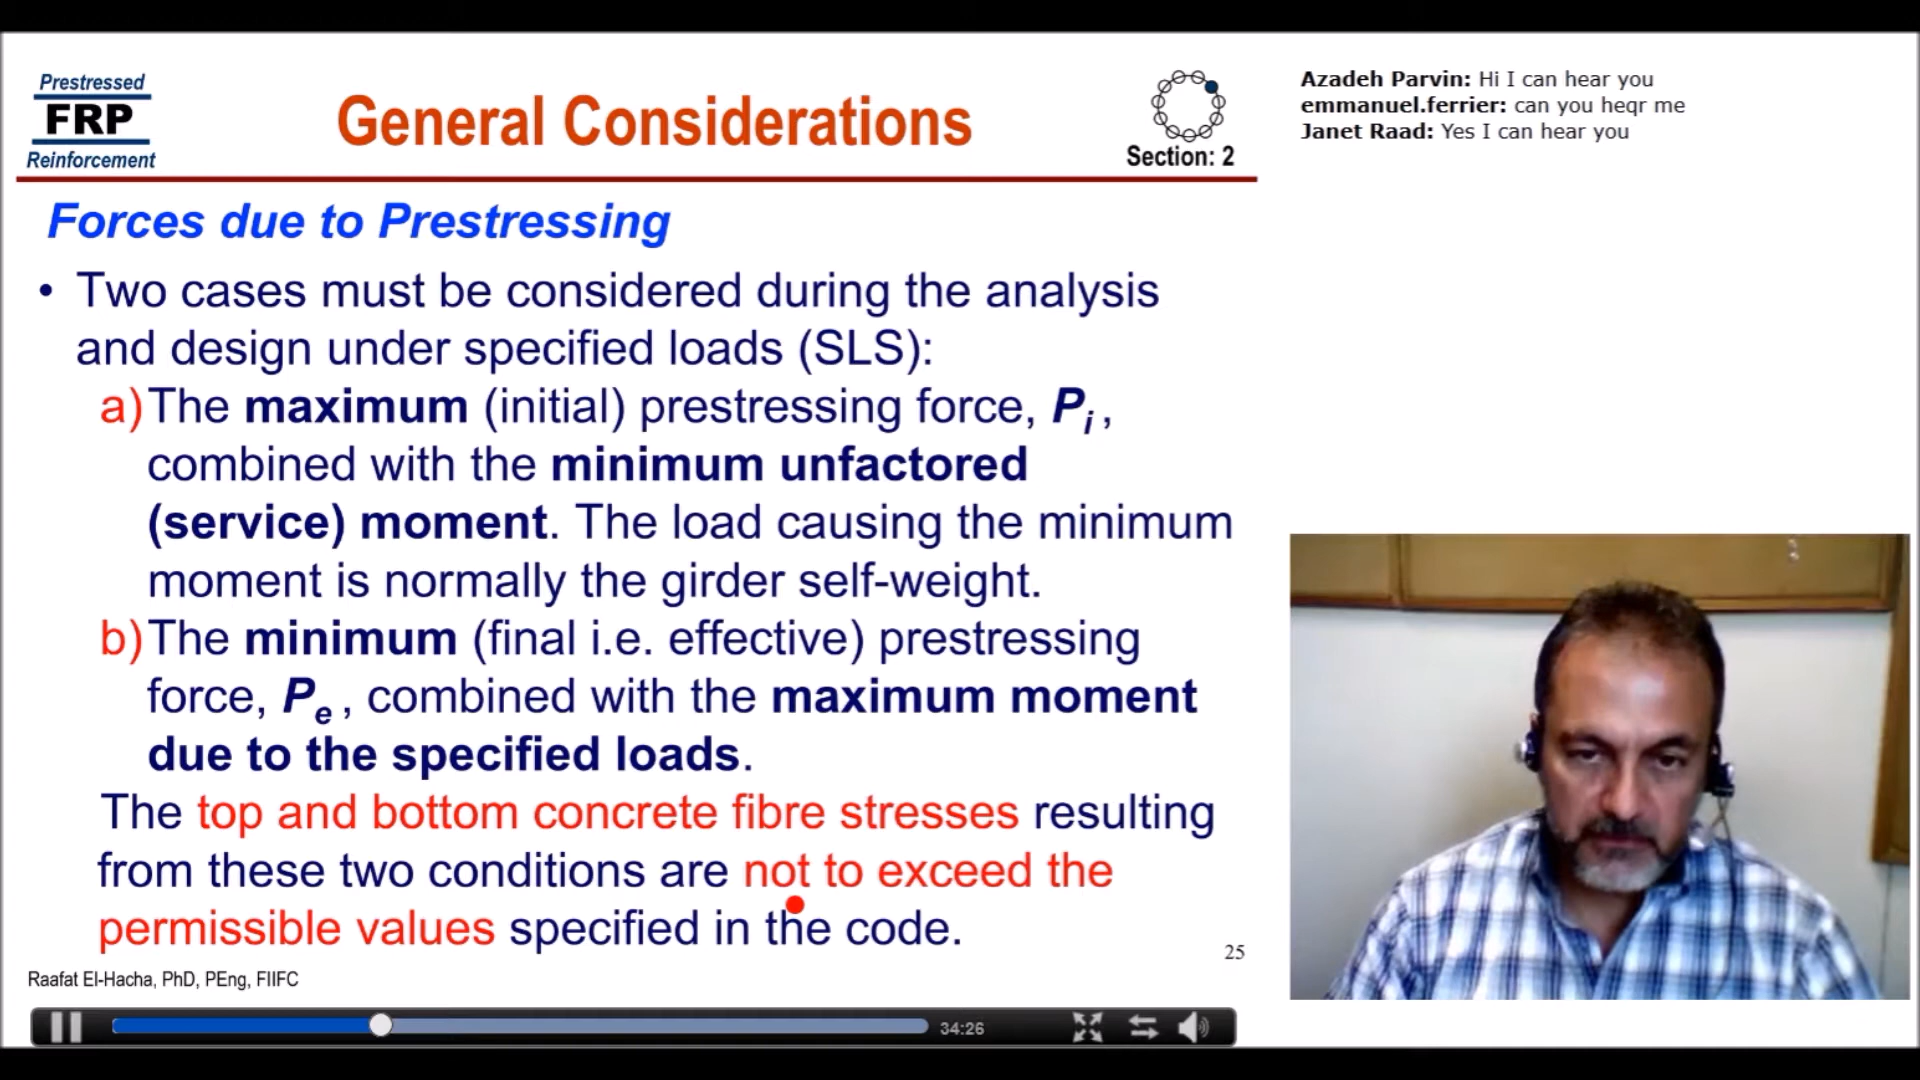 Prestressed
FRP
Reinforcement
General Considerations
Section: 2
Forces due to Prestressing
• Two cases must be considered during the analysis
and design under specified loads (SLS):
a) The maximum (initial) prestressing force, Pi ,
combined with the minimum unfactored
(service) moment. The load causing the minimum
moment is normally the girder self-weight.
b) The minimum (final i.e. effective) prestressing
force, Pe , combined with the maximum moment
due to the specified loads.
The top and bottom concrete fibre stresses resulting
from these two conditions are not to exceed the
permissible values specified in the code.
25
Raafat El-Hacha, PhD, PEng, FIIFC
34:26
Azadeh Parvin: Hi I can hear you
emmanuel.ferrier: can you heqr me
Janet Raad: Yes I can hear you